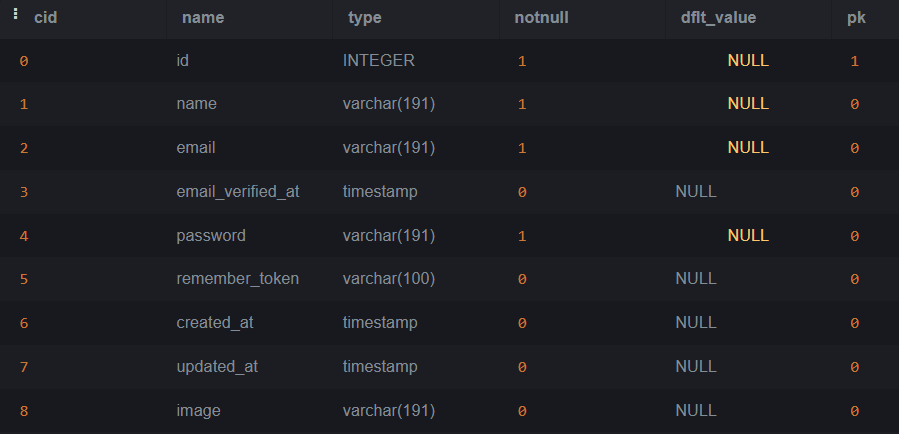 cid name type notnull dflt_value pk
0 id INTEGER 1 NULL 1
1 name varchar(191) 1 NULL 0
2 email varchar(191) 1 NULL 0
3 email_verified_at timestamp 0 NULL 0
4 password varchar(191) 1 NULL 0
5 remember_token varchar(100) 0 NULL 0
6 created_at timestamp 0 NULL 0
7 updated_at timestamp 0 NULL 0
8 image varchar(191) 0 NULL 0